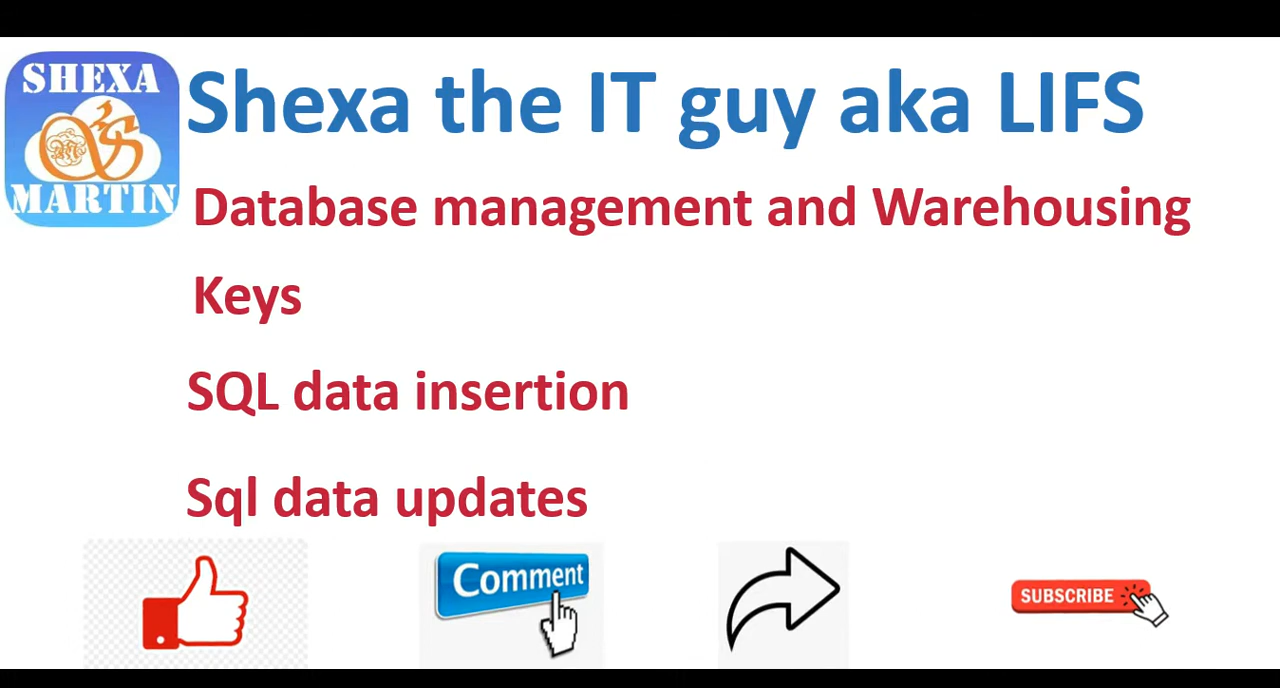 SHEXA
MARTIN
Shexa the IT guy aka LIFS
Database management and Warehousing
Keys
SQL data insertion
Sql data updates
Comment
SUBSCRIBE